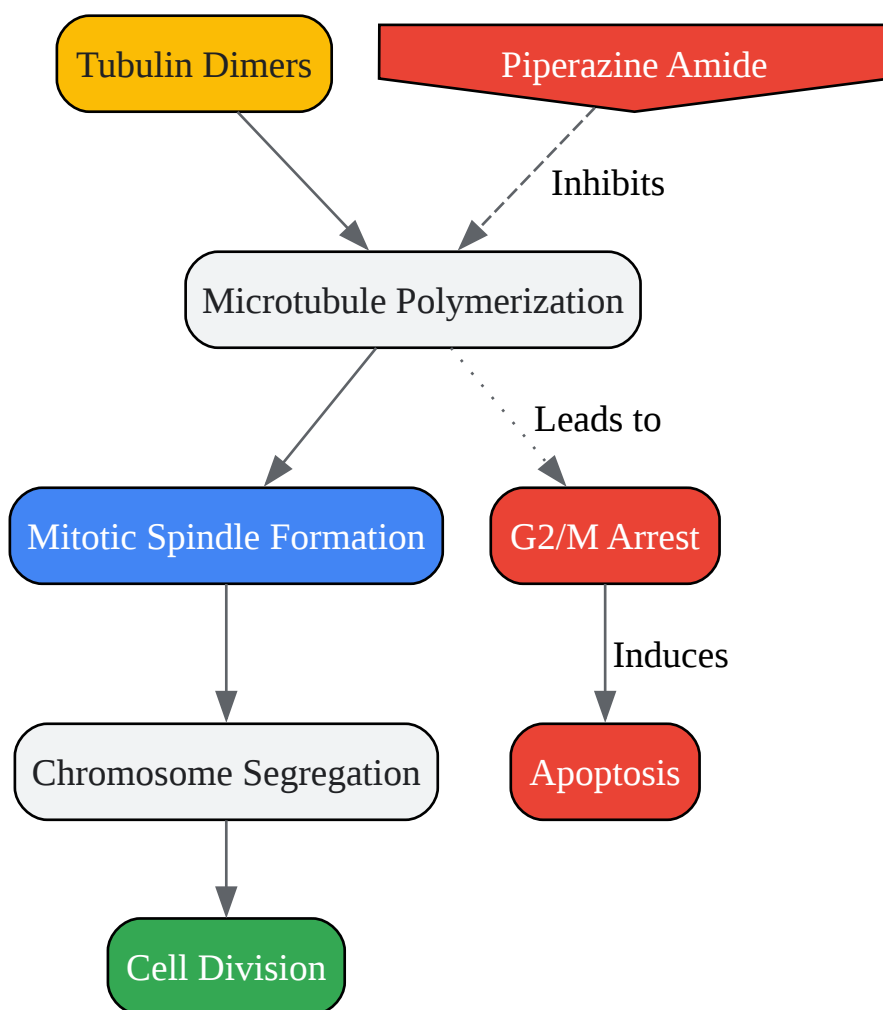 Tubulin Dimers
Piperazine Amide
Inhibits
Microtubule Polymerization
Leads to
Mitotic Spindle Formation
G2/M Arrest
Induces
Chromosome Segregation
Apoptosis
Cell Division